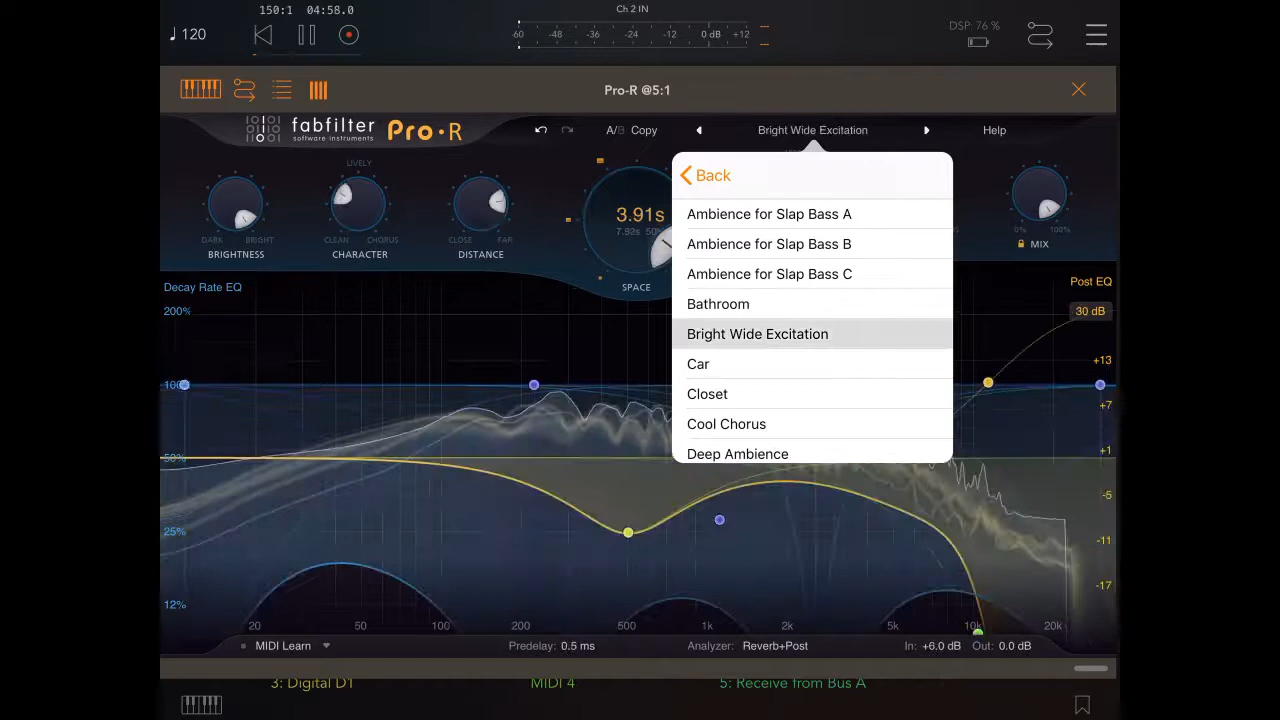 150:1 04:58.0
Ch 2 IN
120
-60 -48 -36 -24 -12 0 dB +12
DSP: 76 %
Pro-R @5:1
fabfilter
software instruments
Pro·R
A/B Copy
Bright Wide Excitation
Help
LIVELY
3.91s
7.92s 50%
DARK BRIGHT
CLEAN CHORUS
CLOSE FAR
0% 100%
BRIGHTNESS
CHARACTER
DISTANCE
SPACE
MIX
Back
Ambience for Slap Bass A
Ambience for Slap Bass B
Ambience for Slap Bass C
Bathroom
Bright Wide Excitation
Car
Closet
Cool Chorus
Deep Ambience
Decay Rate EQ
Post EQ
200%
30 dB
+13
100%
+7
50%
+1
-5
25%
-11
-17
12%
20 50 100 200 500 1k 2k 5k 10k 20k
MIDI Learn
Predelay: 0.5 ms
Analyzer: Reverb+Post
In: +6.0 dB Out: 0.0 dB
3: Digital D1
MIDI 4
5: Receive from Bus A